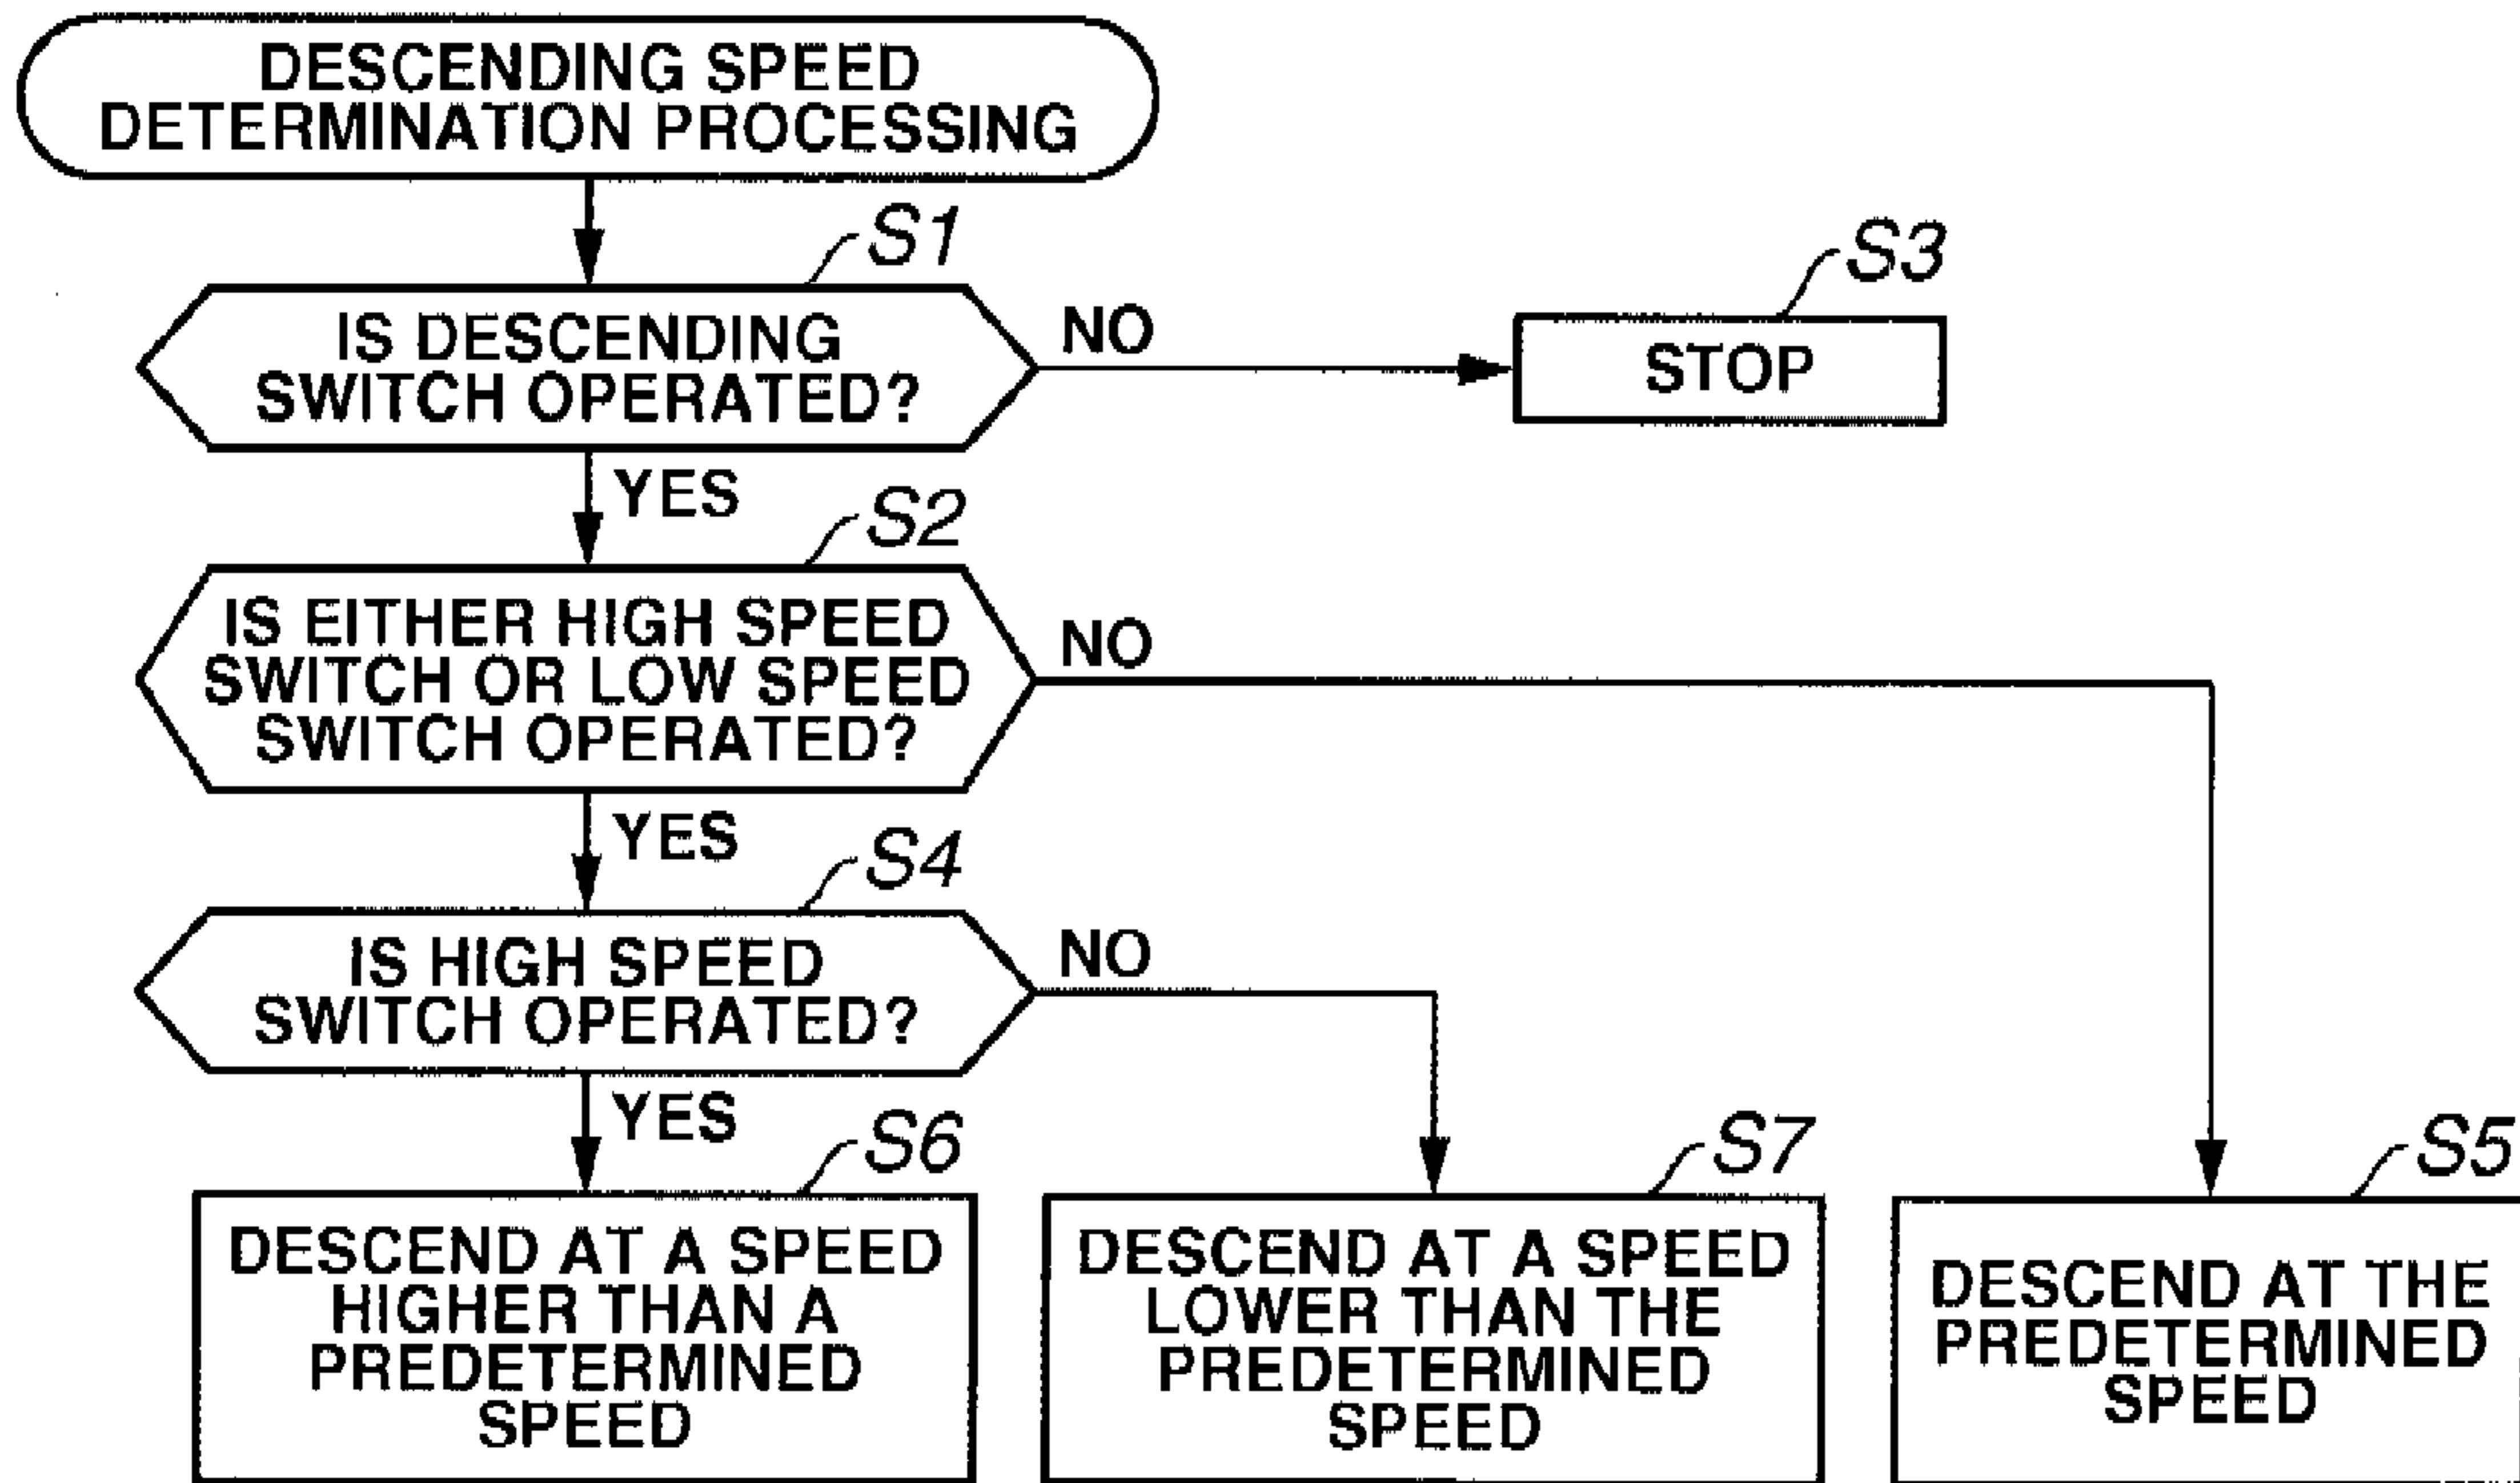 DESCENDING SPEED
DETERMINATION PROCESSING
S1
IS DESCENDING
SWITCH OPERATED?
NO
S3
STOP
YES
S2
IS EITHER HIGH SPEED
SWITCH OR LOW SPEED
SWITCH OPERATED?
NO
YES
S4
IS HIGH SPEED
SWITCH OPERATED?
NO
YES
S6
DESCEND AT A SPEED
HIGHER THAN A
PREDETERMINED
SPEED
S7
DESCEND AT A SPEED
LOWER THAN THE
PREDETERMINED
SPEED
S5
DESCEND AT THE
PREDETERMINED
SPEED